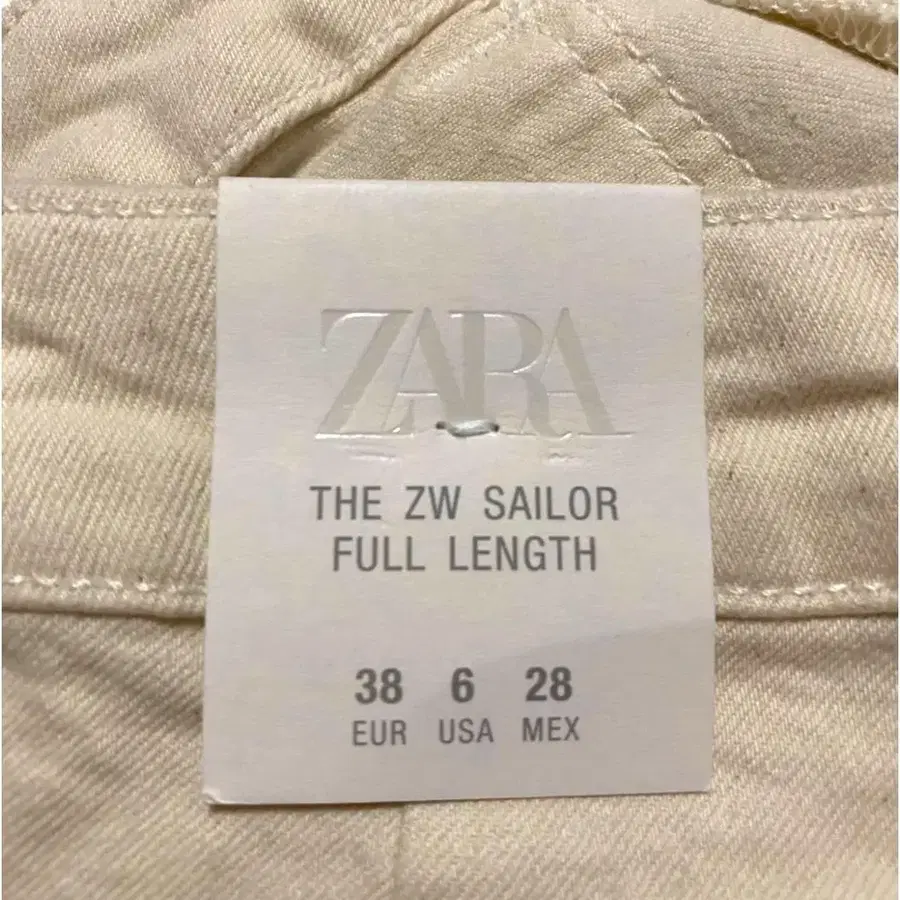 ZARA
THE ZW SAILOR
FULL LENGTH
38 6 28
EUR USA MEX